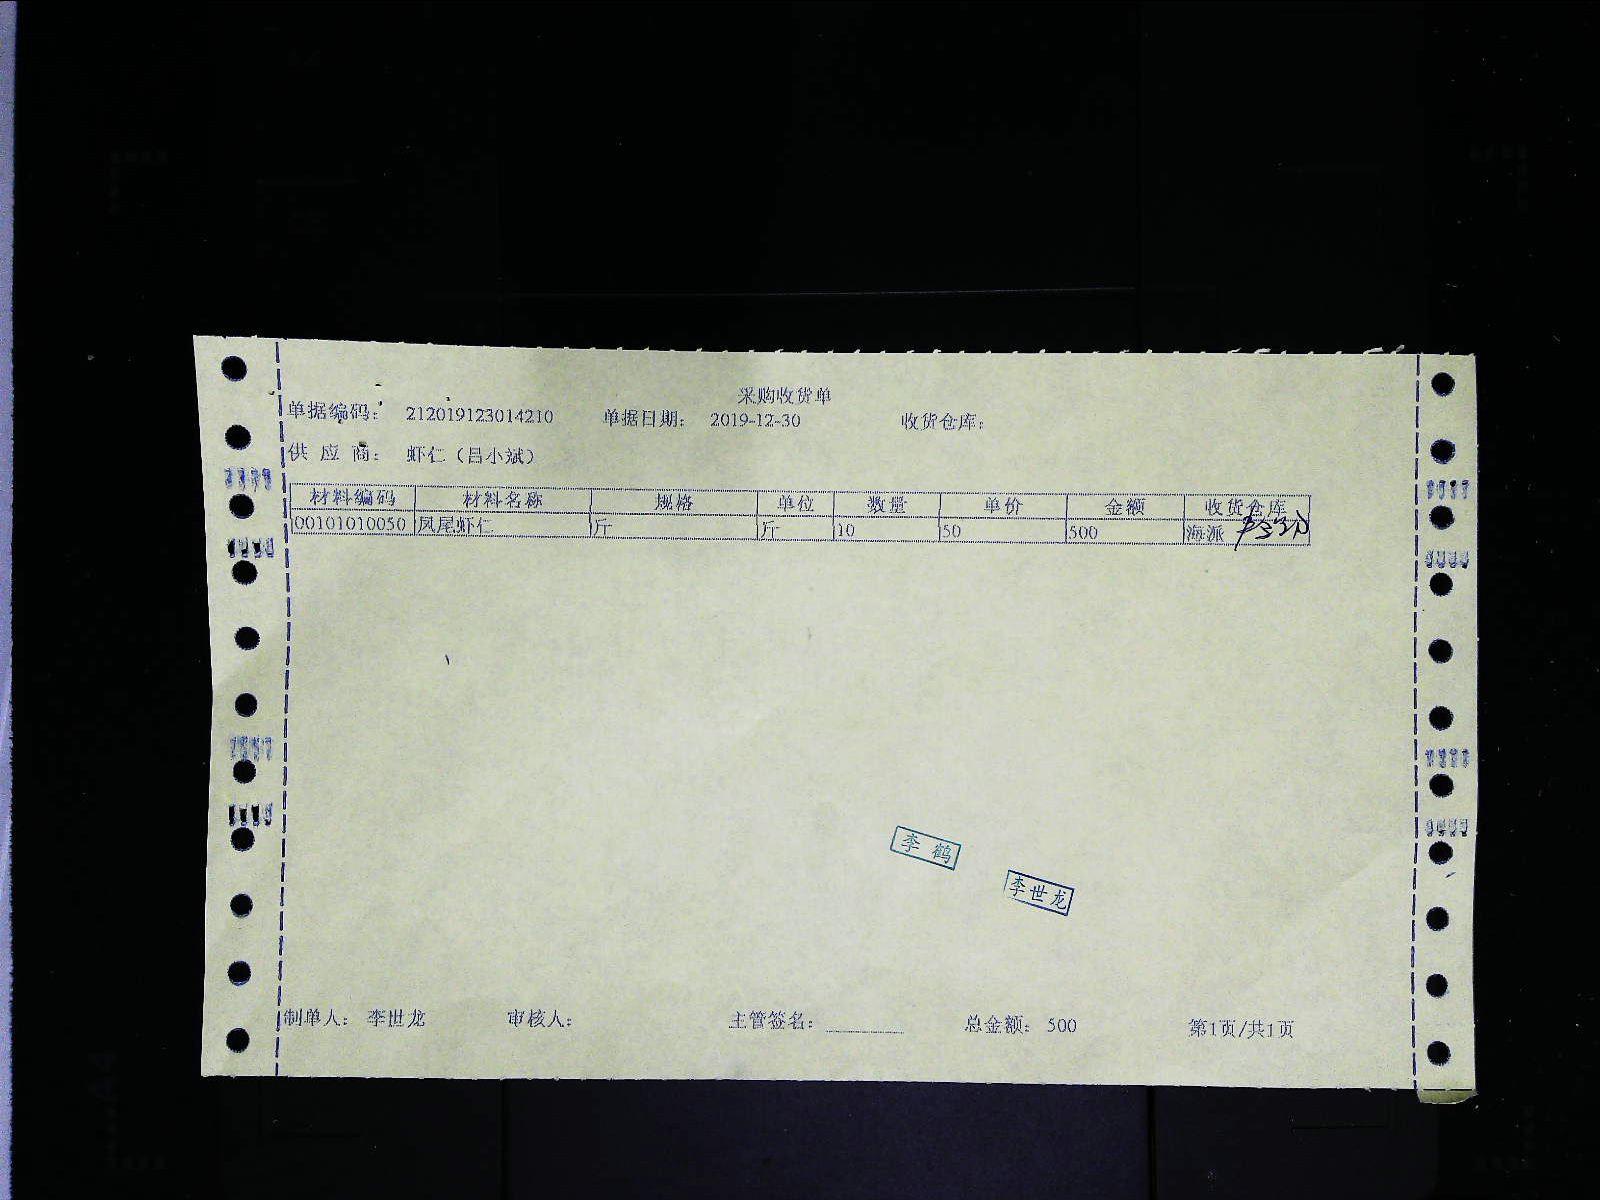 采购收货单
单据编码： 212019123014210 单据日期： 2019-12-30 收货仓库：
供 应 商： 虾仁（吕小斌）
材料编码 材料名称 规格 单位 数量 单价 金额 收货仓库
00101010050 凤尾虾仁 斤 斤 10 50 500 海派
李 鹤
李世龙
制单人： 李世龙 审核人： 主管签名： 总金额： 500 第1页/共1页